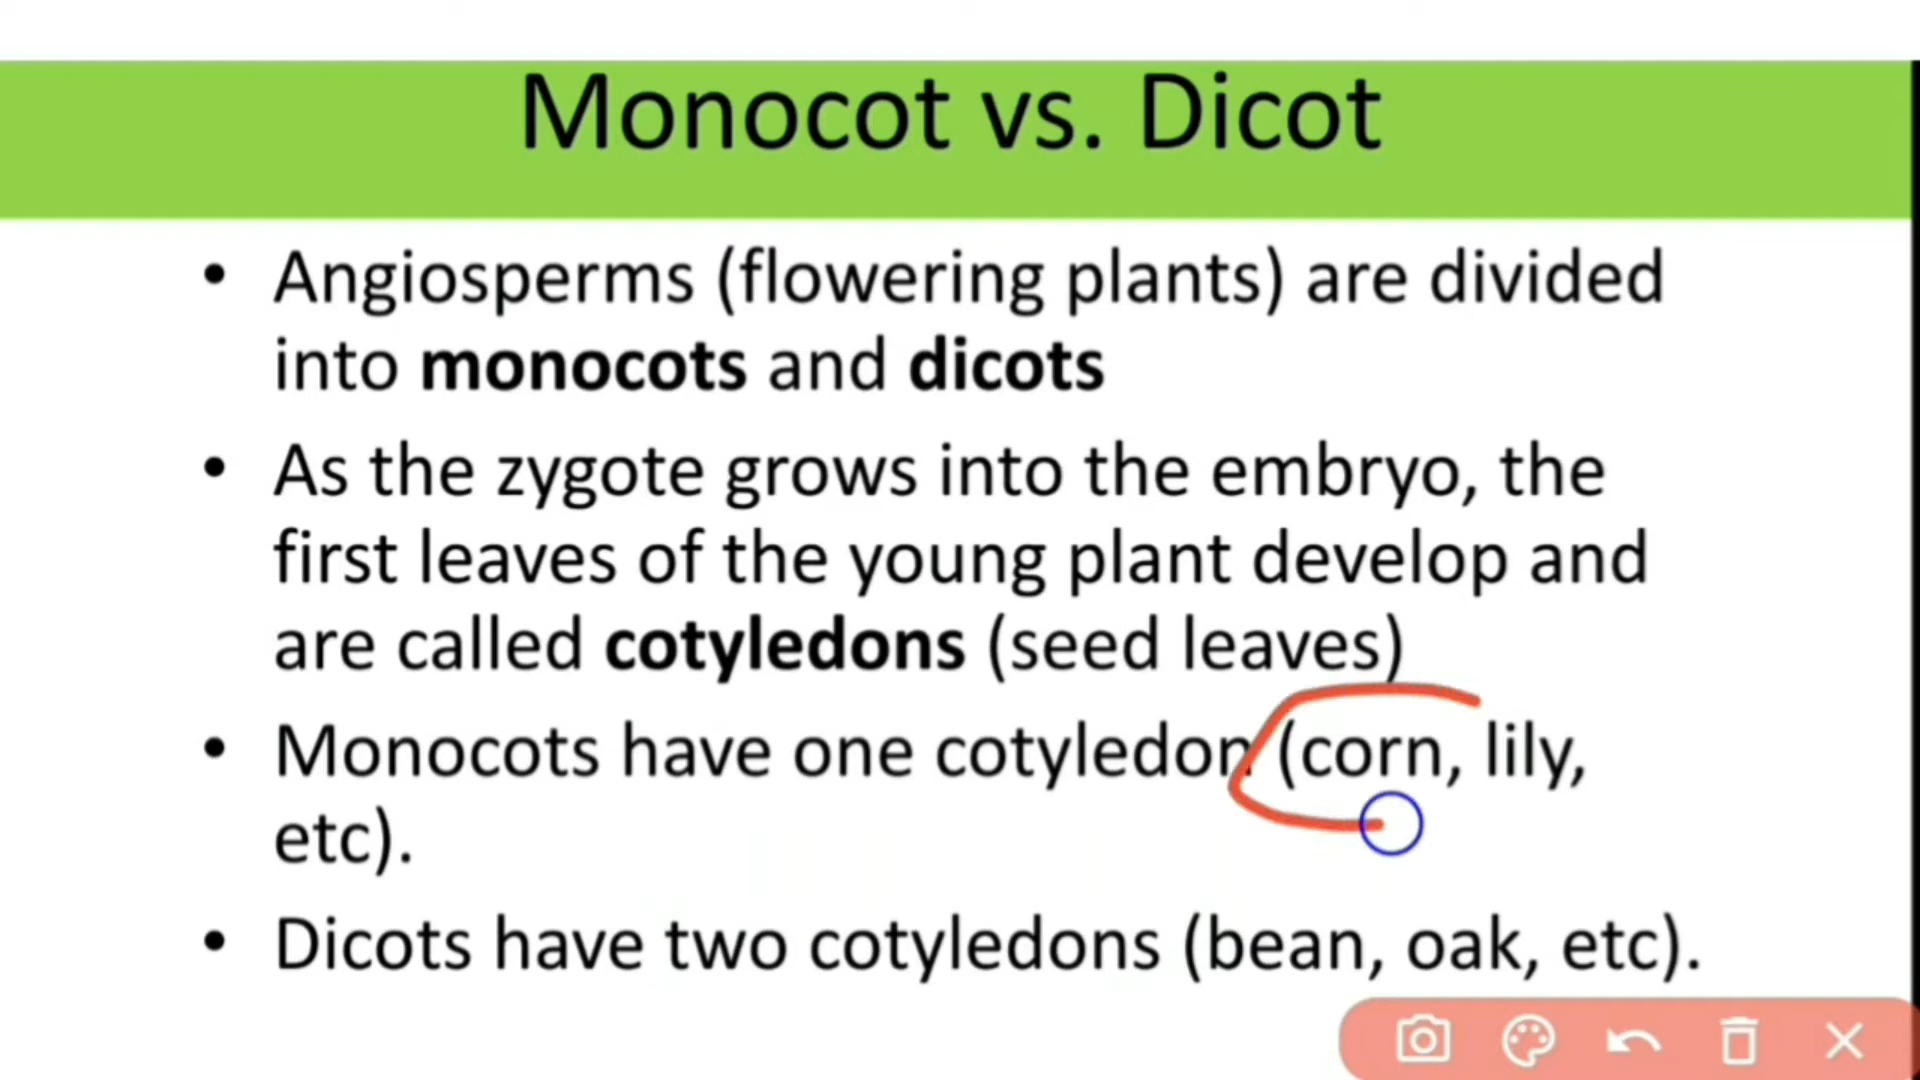 Monocot vs. Dicot
• Angiosperms (flowering plants) are divided
into monocots and dicots
• As the zygote grows into the embryo, the
first leaves of the young plant develop and
are called cotyledons (seed leaves)
• Monocots have one cotyledon (corn, lily,
etc).
• Dicots have two cotyledons (bean, oak, etc).